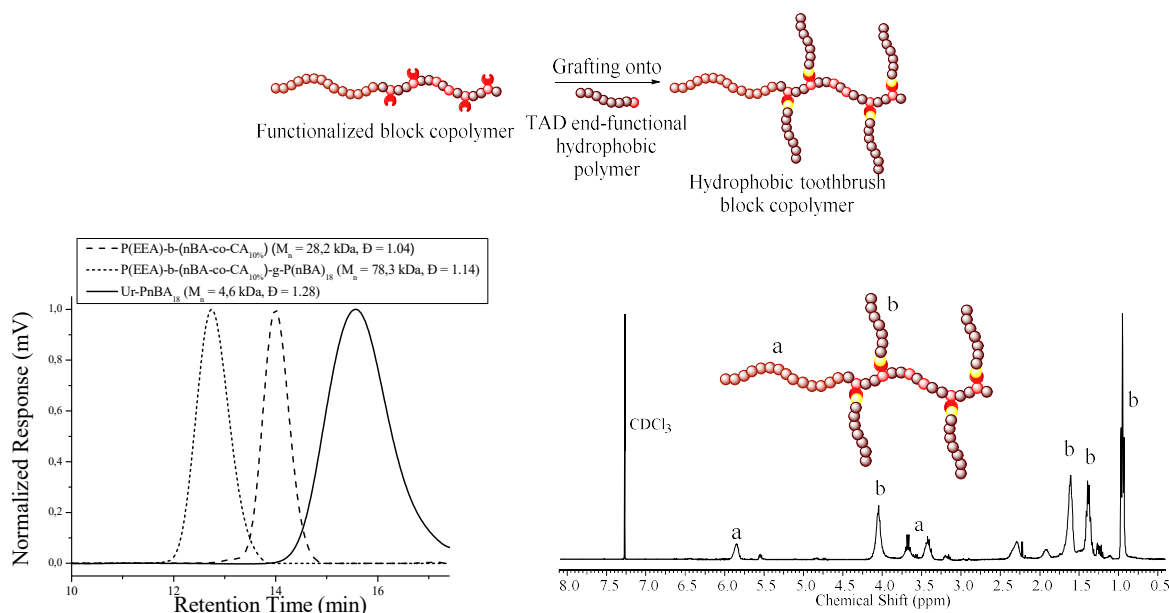 Grafting onto
Functionalized block copolymer
TAD end-functional
hydrophobic
polymer
Hydrophobic toothbrush
block copolymer
P(EEA)-b-(nBA-co-CA10%) (Mn = 28,2 kDa, Đ = 1.04)
P(EEA)-b-(nBA-co-CA10%)-g-P(nBA)18 (Mn = 78,3 kDa, Đ = 1.14)
Ur-PnBA18 (Mn = 4,6 kDa, Đ = 1.28)
Normalized Response (mV)
1,0
0,8
0,6
0,4
0,2
0,0
10 12 14 16
Retention Time (min)
a
b
CDCl3
a
b
a
b
b
b
8.0 7.5 7.0 6.5 6.0 5.5 5.0 4.5 4.0 3.5 3.0 2.5 2.0 1.5 1.0 0.5
Chemical Shift (ppm)